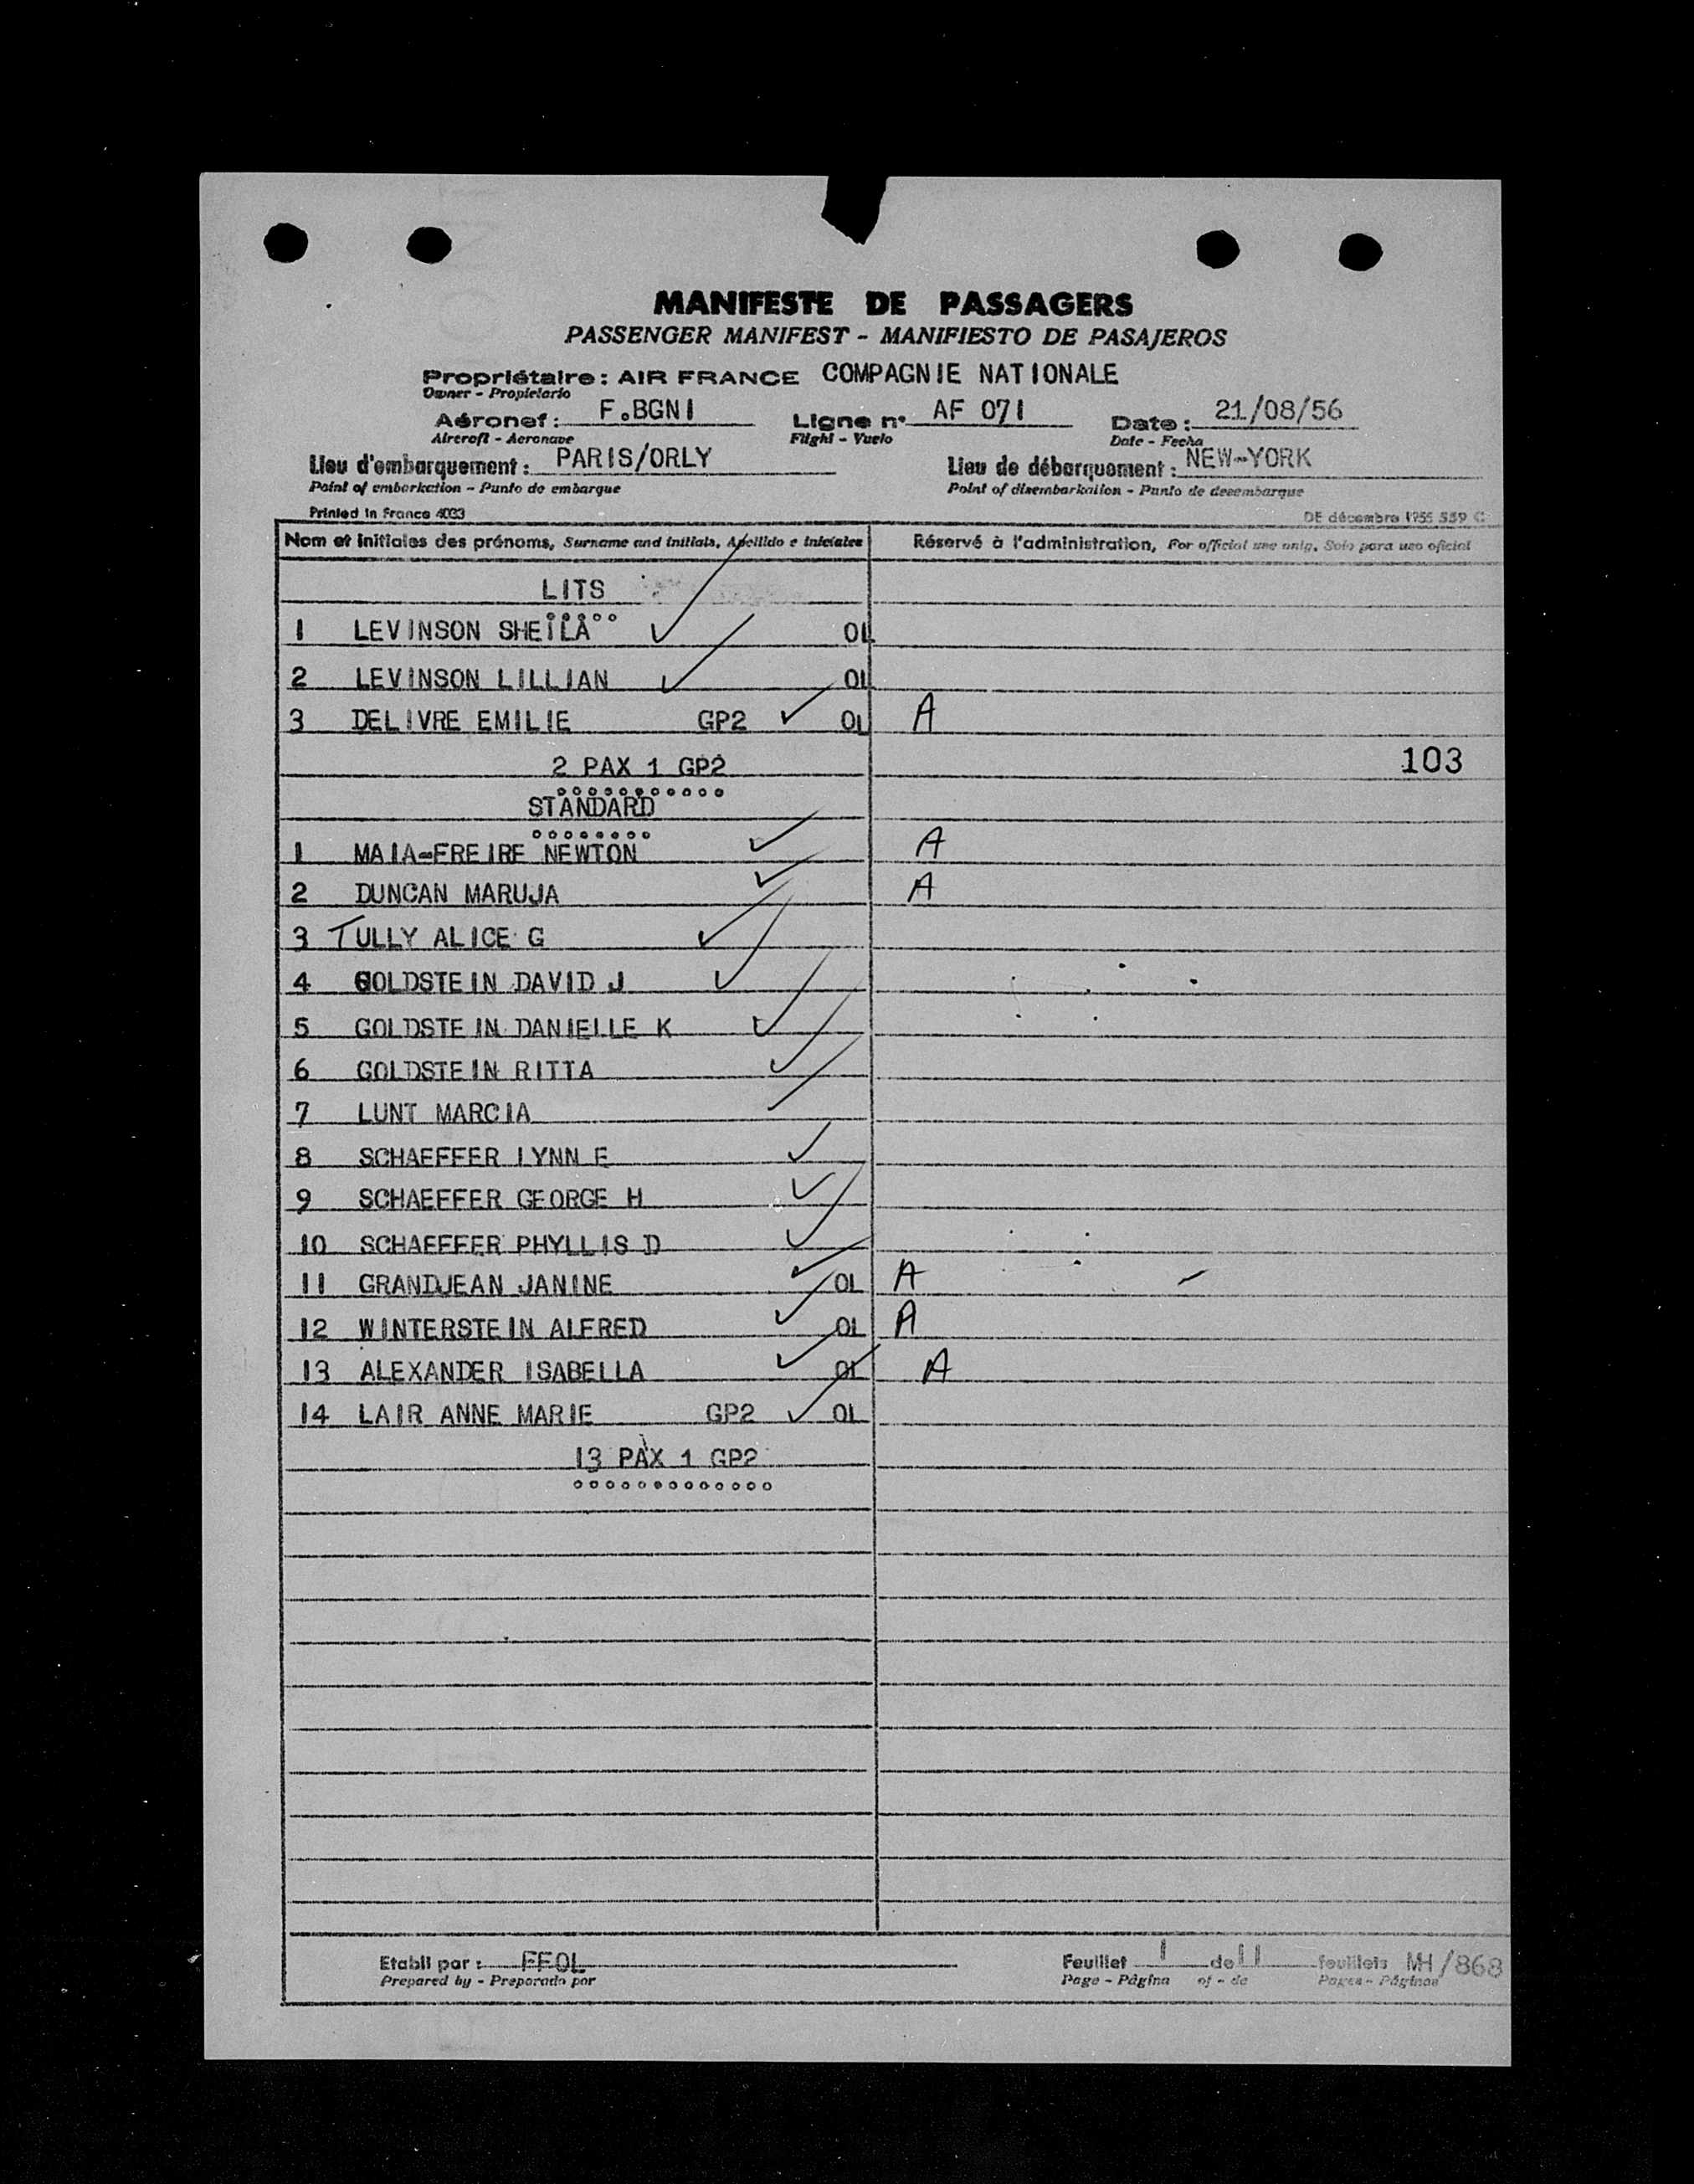 MANIFESTE DE PASSAGERS
PASSENGER MANIFEST - MANIFIESTO DE PASAJEROS
Propriétaire : AIR FRANCE COMPAGNIE NATIONALE
Owner - Propietario
Aéronef : F.BGNI Ligne n° AF 071 Date : 21/08/56
Aircraft - Aeronave Flight - Vuelo Date - Fecha
Lieu d'embarquement : PARIS/ORLY Lieu de débarquement : NEW-YORK
Point of embarkation - Punto de embarque Point of disembarkation - Punto de desembarque
Printed in France 4033 DE décembre 1955 559 C
Nom et initiales des prénoms, Surname and initials, Apellido e iniciales Réservé à l'administration, For official use only. Solo para uso oficial
LITS
1 LEVINSON SHEILA OL
2 LEVINSON LILLIAN OL
3 DELIVRE EMILIE GP2 OL A
2 PAX 1 GP2 103
STANDARD
1 MAIA-FREIRE NEWTON A
2 DUNCAN MARUJA A
3 TULLY ALICE G
4 GOLDSTEIN DAVID J
5 GOLDSTEIN DANIELLE K
6 GOLDSTEIN RITTA
7 LUNT MARCIA
8 SCHAEFFER LYNN E
9 SCHAEFFER GEORGE H
10 SCHAEFFER PHYLLIS D
11 GRANDJEAN JANINE OL A
12 WINTERSTEIN ALFRED OL A
13 ALEXANDER ISABELLA OL A
14 LAIR ANNE MARIE GP2 OL
13 PAX 1 GP2
Etabli par : FFOL Feuillet 1 de 11 feuillets MH/868
Prepared by - Preparado por Page - Página of - de Pages - Páginas